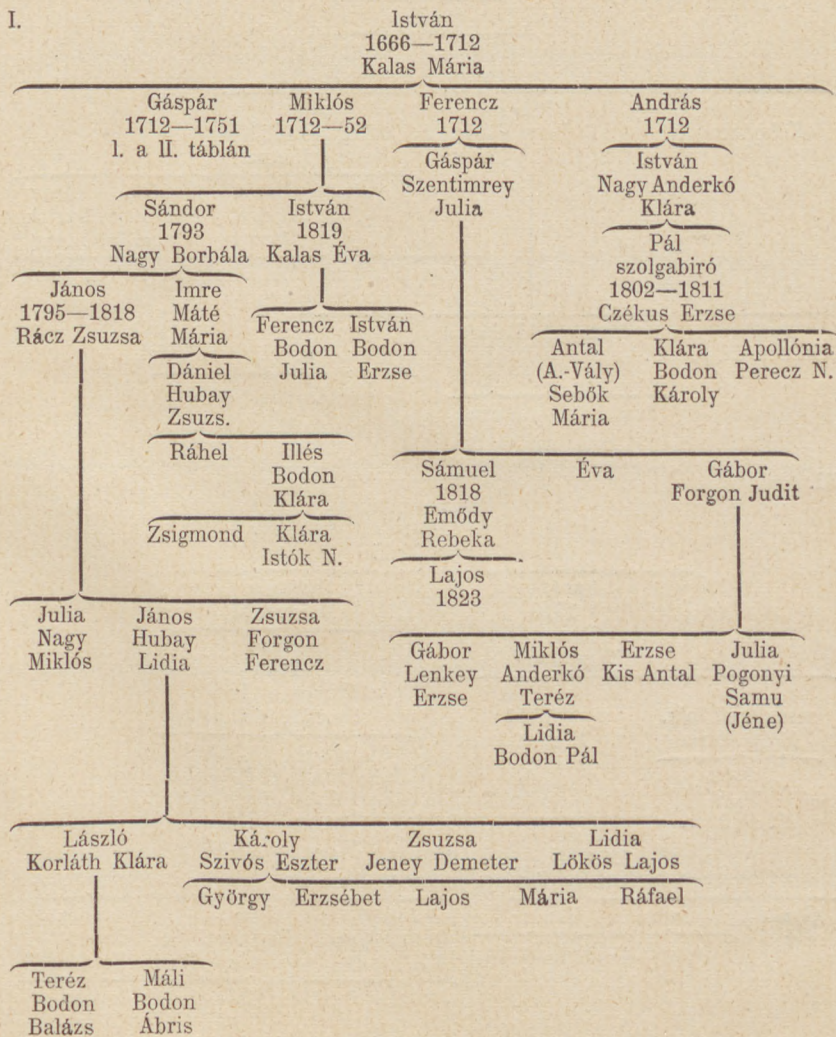 I.
István
1666—1712
Kalas Mária
Gáspár Miklós Ferencz András
1712—1751 1712—52 1712 1712
l. a II. táblán
Gáspár István
Szentimrey Nagy Anderkó
Julia Klára
Sándor István
1793 1819
Nagy Borbála Kalas Éva
Pál
szolgabiró
1802—1811
Czékus Erzse
János Imre
1795—1818 Máté
Rácz Zsuzsa Mária
Ferencz István
Bodon Bodon
Julia Erzse
Antal Klára Apollónia
(A.-Vály) Bodon Perecz N.
Sebők Károly
Mária
Dániel
Hubay
Zsuzs.
Ráhel Illés
Bodon
Klára
Sámuel Éva Gábor
1818 Forgon Judit
Emődy
Rebeka
Zsigmond Klára
Istók N.
Lajos
1823
Julia János Zsuzsa
Nagy Hubay Forgon
Miklós Lidia Ferencz
Gábor Miklós Erzse Julia
Lenkey Anderkó Kis Antal Pogonyi
Erzse Teréz Samu
(Jéne)
Lidia
Bodon Pál
László Károly Zsuzsa Lidia
Korláth Klára Szivós Eszter Jeney Demeter Lökös Lajos
György Erzsébet Lajos Mária Ráfael
Teréz Máli
Bodon Bodon
Balázs Ábris